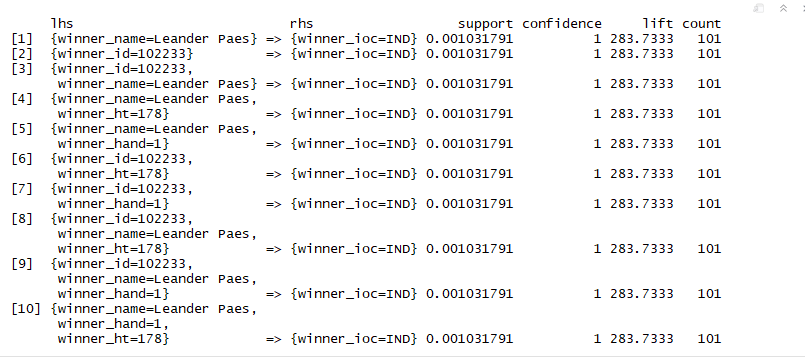 lhs                            rhs                 support confidence     lift count
[1]  {winner_name=Leander Paes} => {winner_ioc=IND} 0.001031791          1 283.7333   101
[2]  {winner_id=102233}         => {winner_ioc=IND} 0.001031791          1 283.7333   101
[3]  {winner_id=102233,
      winner_name=Leander Paes} => {winner_ioc=IND} 0.001031791          1 283.7333   101
[4]  {winner_name=Leander Paes,
      winner_ht=178}            => {winner_ioc=IND} 0.001031791          1 283.7333   101
[5]  {winner_name=Leander Paes,
      winner_hand=1}            => {winner_ioc=IND} 0.001031791          1 283.7333   101
[6]  {winner_id=102233,
      winner_ht=178}            => {winner_ioc=IND} 0.001031791          1 283.7333   101
[7]  {winner_id=102233,
      winner_hand=1}            => {winner_ioc=IND} 0.001031791          1 283.7333   101
[8]  {winner_id=102233,
      winner_name=Leander Paes,
      winner_ht=178}            => {winner_ioc=IND} 0.001031791          1 283.7333   101
[9]  {winner_id=102233,
      winner_name=Leander Paes,
      winner_hand=1}            => {winner_ioc=IND} 0.001031791          1 283.7333   101
[10] {winner_name=Leander Paes,
      winner_hand=1,
      winner_ht=178}            => {winner_ioc=IND} 0.001031791          1 283.7333   101